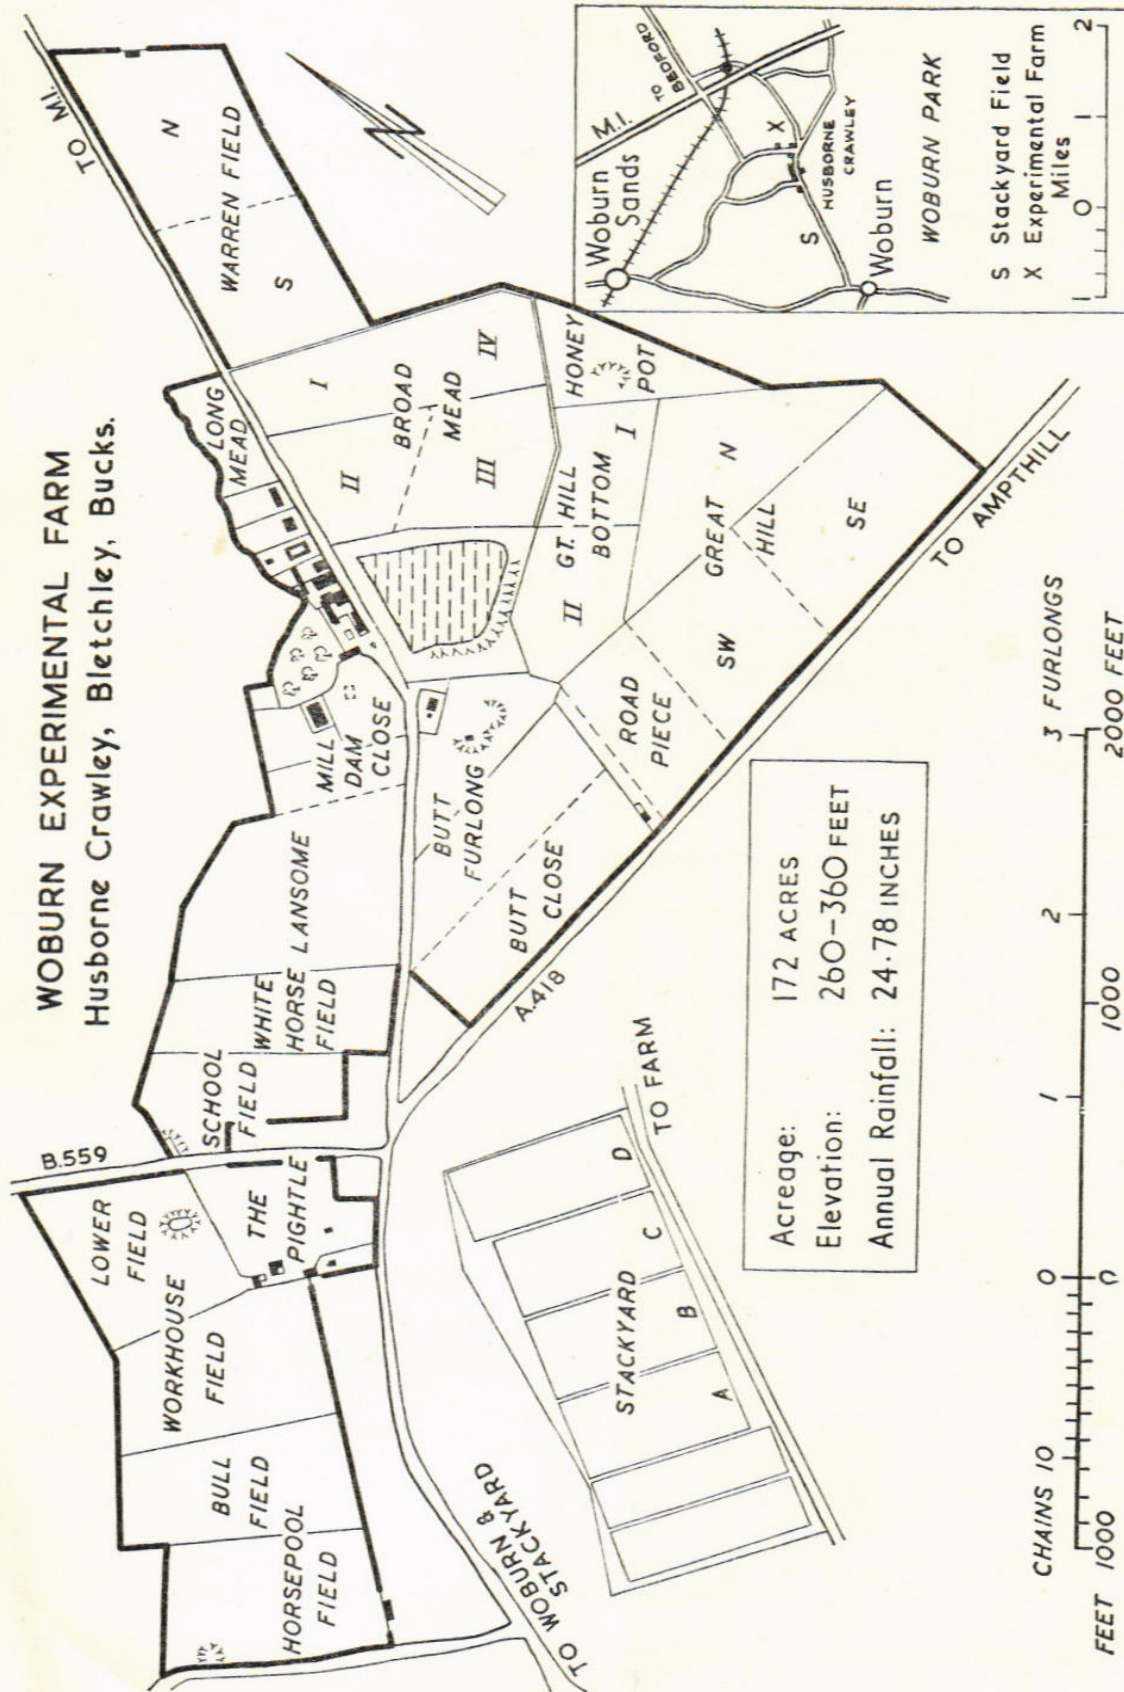 WOBURN EXPERIMENTAL FARM
Husborne Crawley, Bletchley, Bucks.
B.559
LOWER
FIELD
WORKHOUSE
FIELD
BULL
FIELD
HORSEPOOL
FIELD
THE
PIGHTLE
SCHOOL
FIELD
WHITE
HORSE
FIELD
LANSOME
MILL
DAM
CLOSE
LONG
MEAD
TO M.I.
WARREN FIELD
N
S
BROAD
MEAD
I
II
III
IV
HONEY
POT
GT. HILL
BOTTOM
I
II
GREAT
HILL
N
SW
SE
ROAD
PIECE
BUTT
FURLONG
BUTT
CLOSE
A.418
TO AMPTHILL
TO WOBURN &
STACKYARD
STACKYARD
A
B
C
D
TO FARM
Acreage: 172 ACRES
Elevation: 260-360 FEET
Annual Rainfall: 24·78 INCHES
CHAINS 10 0 1 2 3 FURLONGS
FEET 1000 0 1000 2000 FEET
Woburn
Sands
M.I.
TO
BEDFORD
X
HUSBORNE
CRAWLEY
S
Woburn
WOBURN PARK
S Stackyard Field
X Experimental Farm
Miles
1 0 1 2